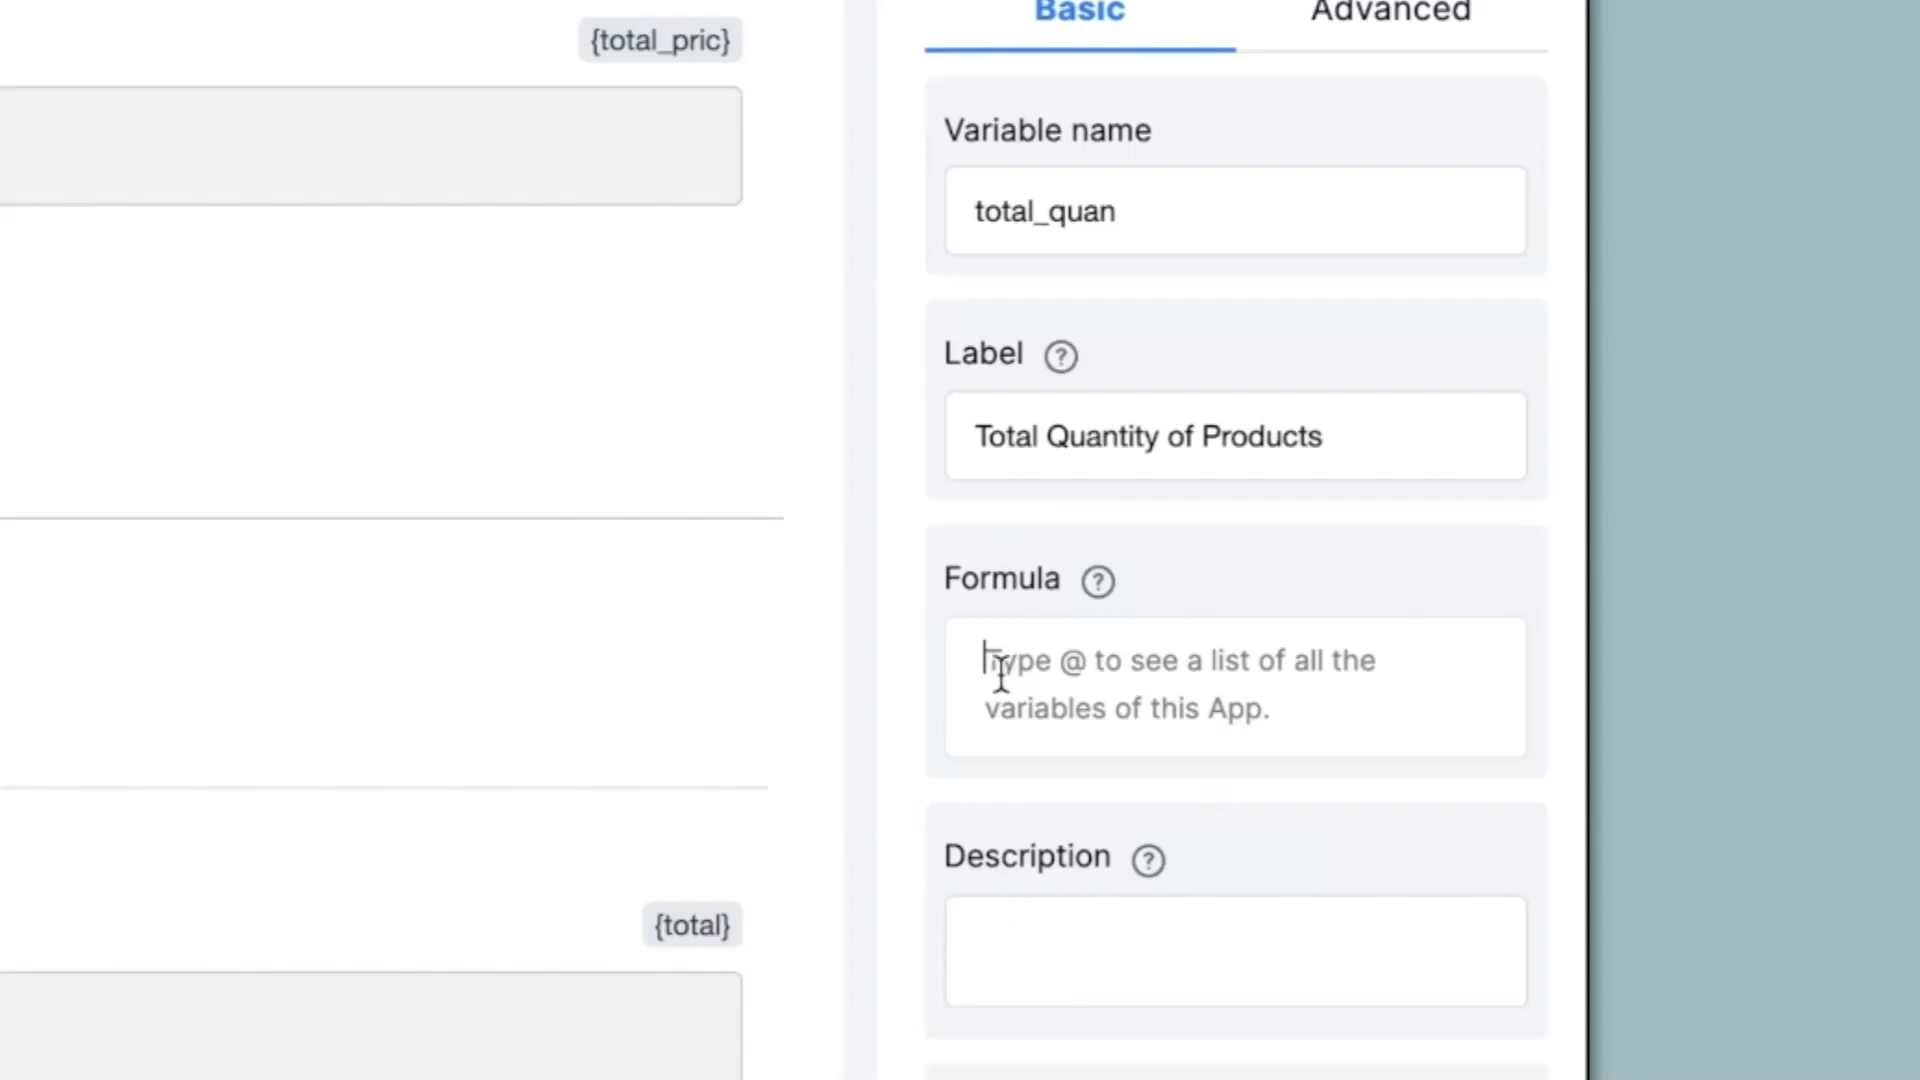 {total_pric}
Basic
Advanced
Variable name
total_quan
Label ?
Total Quantity of Products
Formula ?
Type @ to see a list of all the
variables of this App.
Description ?
{total}